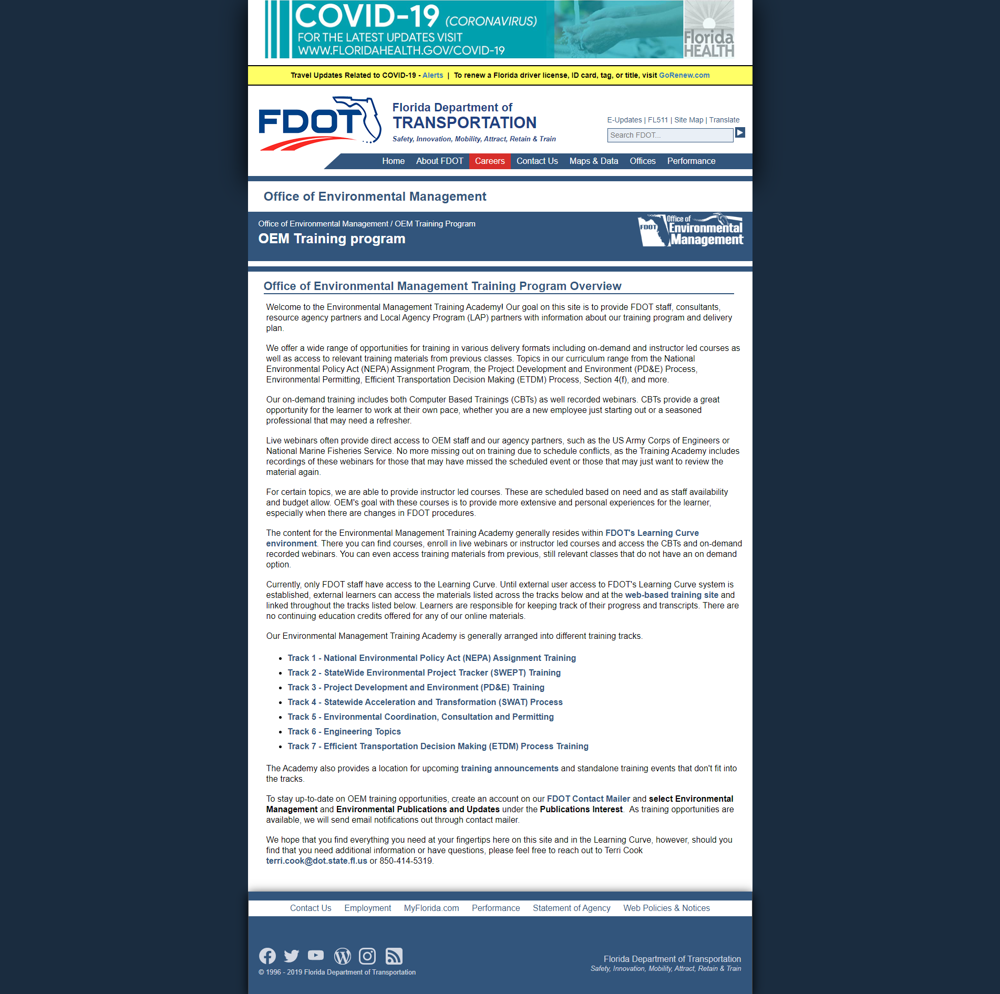 COVID-19 (CORONAVIRUS)
FOR THE LATEST UPDATES VISIT
WWW.FLORIDAHEALTH.GOV/COVID-19
Florida
HEALTH
Travel Updates Related to COVID-19 - Alerts | To renew a Florida driver license, ID card, tag, or title, visit GoRenew.com
FDOT
Florida Department of
TRANSPORTATION
Safety, Innovation, Mobility, Attract, Retain & Train
E-Updates | FL511 | Site Map | Translate
Search FDOT...
Home About FDOT Careers Contact Us Maps & Data Offices Performance
Office of Environmental Management
Office of Environmental Management / OEM Training Program
OEM Training program
FDOT
Office of
Environmental
Management
Office of Environmental Management Training Program Overview
Welcome to the Environmental Management Training Academy! Our goal on this site is to provide FDOT staff, consultants,
resource agency partners and Local Agency Program (LAP) partners with information about our training program and delivery
plan.
We offer a wide range of opportunities for training in various delivery formats including on-demand and instructor led courses as
well as access to relevant training materials from previous classes. Topics in our curriculum range from the National
Environmental Policy Act (NEPA) Assignment Program, the Project Development and Environment (PD&E) Process,
Environmental Permitting, Efficient Transportation Decision Making (ETDM) Process, Section 4(f), and more.
Our on-demand training includes both Computer Based Trainings (CBTs) as well recorded webinars. CBTs provide a great
opportunity for the learner to work at their own pace, whether you are a new employee just starting out or a seasoned
professional that may need a refresher.
Live webinars often provide direct access to OEM staff and our agency partners, such as the US Army Corps of Engineers or
National Marine Fisheries Service. No more missing out on training due to schedule conflicts, as the Training Academy includes
recordings of these webinars for those that may have missed the scheduled event or those that may just want to review the
material again.
For certain topics, we are able to provide instructor led courses. These are scheduled based on need and as staff availability
and budget allow. OEM's goal with these courses is to provide more extensive and personal experiences for the learner,
especially when there are changes in FDOT procedures.
The content for the Environmental Management Training Academy generally resides within FDOT's Learning Curve
environment. There you can find courses, enroll in live webinars or instructor led courses and access the CBTs and on-demand
recorded webinars. You can even access training materials from previous, still relevant classes that do not have an on demand
option.
Currently, only FDOT staff have access to the Learning Curve. Until external user access to FDOT's Learning Curve system is
established, external learners can access the materials listed across the tracks below and at the web-based training site and
linked throughout the tracks listed below. Learners are responsible for keeping track of their progress and transcripts. There are
no continuing education credits offered for any of our online materials.
Our Environmental Management Training Academy is generally arranged into different training tracks.
• Track 1 - National Environmental Policy Act (NEPA) Assignment Training
• Track 2 - StateWide Environmental Project Tracker (SWEPT) Training
• Track 3 - Project Development and Environment (PD&E) Training
• Track 4 - Statewide Acceleration and Transformation (SWAT) Process
• Track 5 - Environmental Coordination, Consultation and Permitting
• Track 6 - Engineering Topics
• Track 7 - Efficient Transportation Decision Making (ETDM) Process Training
The Academy also provides a location for upcoming training announcements and standalone training events that don't fit into
the tracks.
To stay up-to-date on OEM training opportunities, create an account on our FDOT Contact Mailer and select Environmental
Management and Environmental Publications and Updates under the Publications Interest. As training opportunities are
available, we will send email notifications out through contact mailer.
We hope that you find everything you need at your fingertips here on this site and in the Learning Curve, however, should you
find that you need additional information or have questions, please feel free to reach out to Terri Cook
terri.cook@dot.state.fl.us or 850-414-5319.
Contact Us Employment MyFlorida.com Performance Statement of Agency Web Policies & Notices
© 1996 - 2019 Florida Department of Transportation
Florida Department of Transportation
Safety, Innovation, Mobility, Attract, Retain & Train